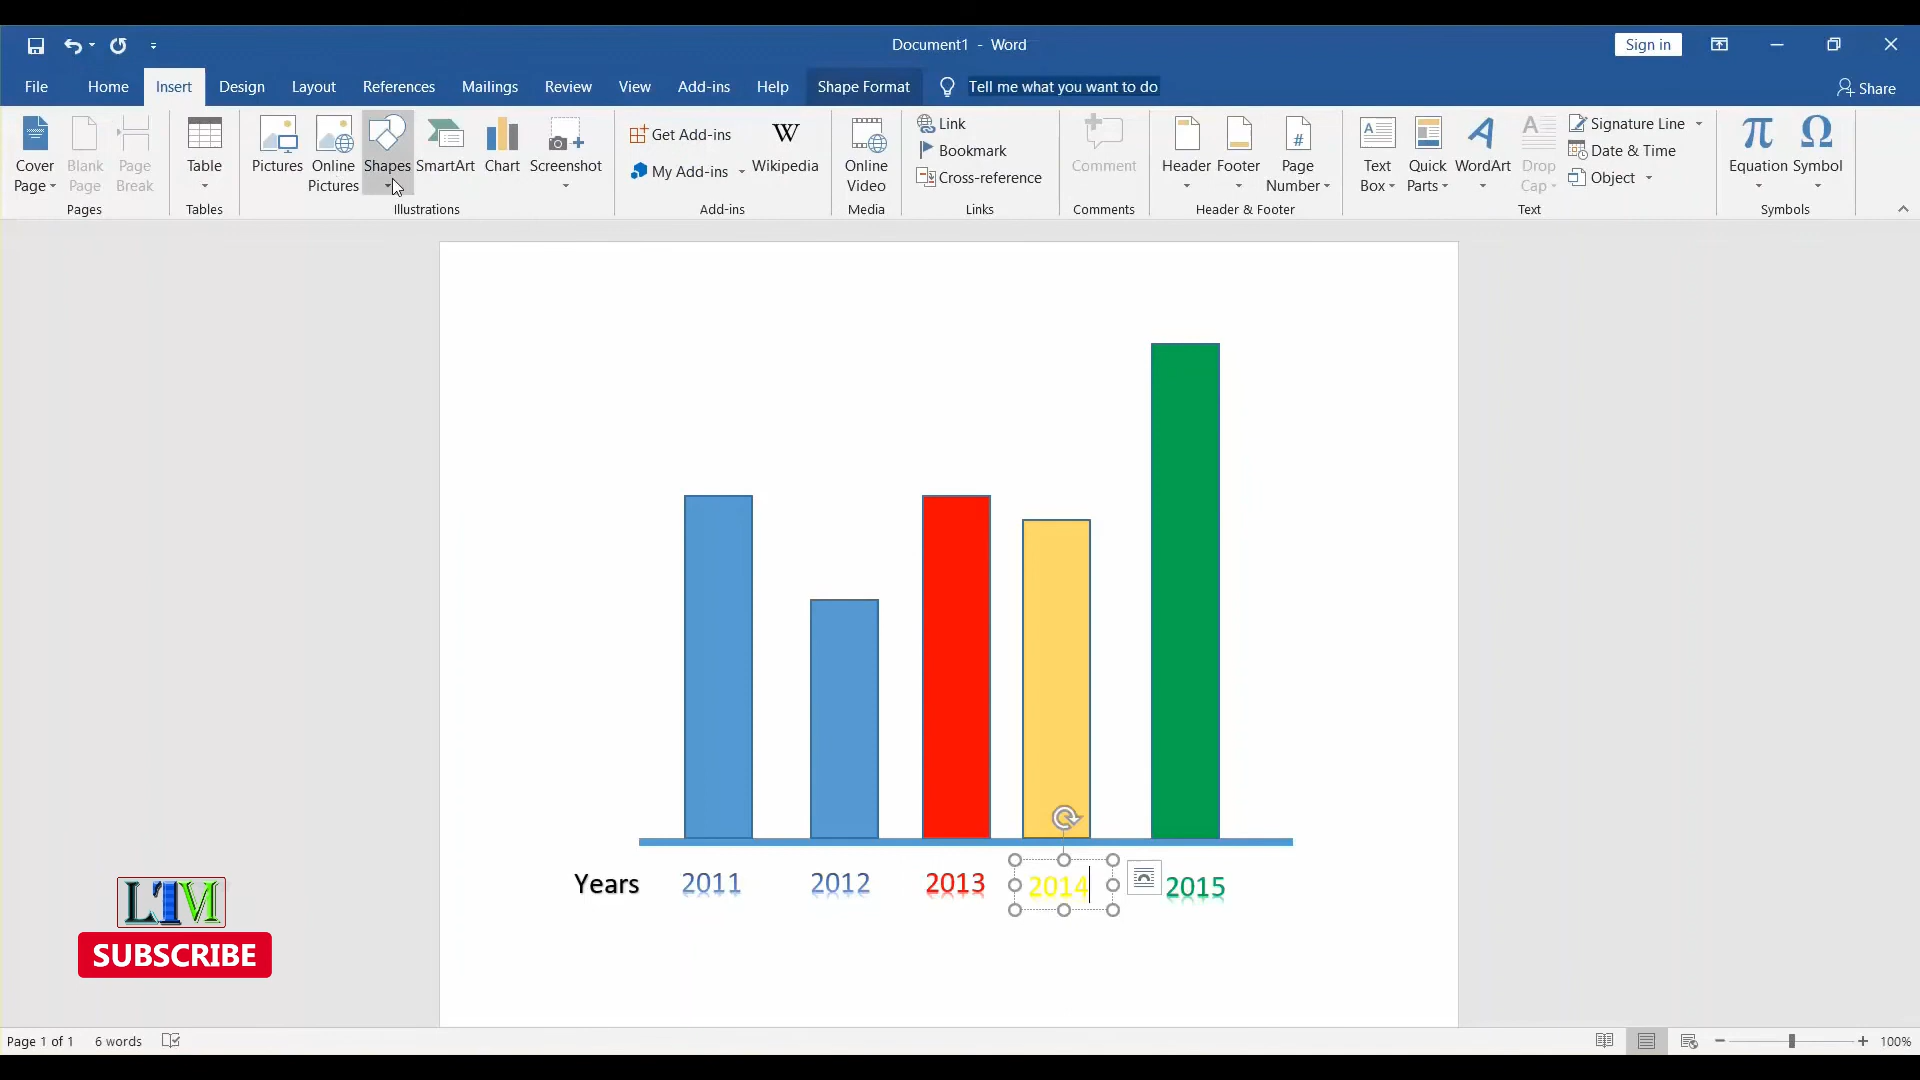 Document1 - Word
Sign in
File Home Insert Design Layout References Mailings Review View Add-ins Help Shape Format Tell me what you want to do Share
Cover Page
Blank Page
Page Break
Pages
Table
Tables
Pictures
Online Pictures
Shapes
SmartArt
Chart
Screenshot
Illustrations
Get Add-ins
My Add-ins
W
Wikipedia
Add-ins
Online Video
Media
Link
Bookmark
Cross-reference
Links
Comment
Comments
Header
Footer
#
Page Number
Header & Footer
A
Text Box
Quick Parts
A
WordArt
A
Drop Cap
Signature Line
Date & Time
Object
Text
π
Equation
Ω
Symbol
Symbols
Years 2011 2012 2013 2014 2015
LTM
SUBSCRIBE
Page 1 of 1 6 words 100%